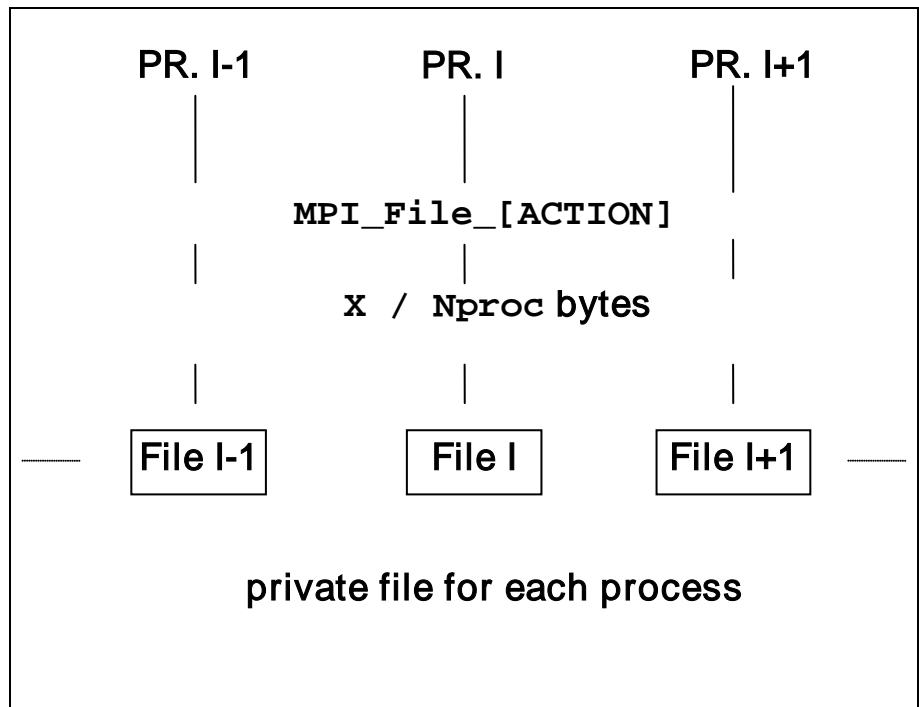 PR. I-1 PR. I PR. I+1
MPI_File_[ACTION]
X / Nproc bytes
File I-1 File I File I+1
private file for each process